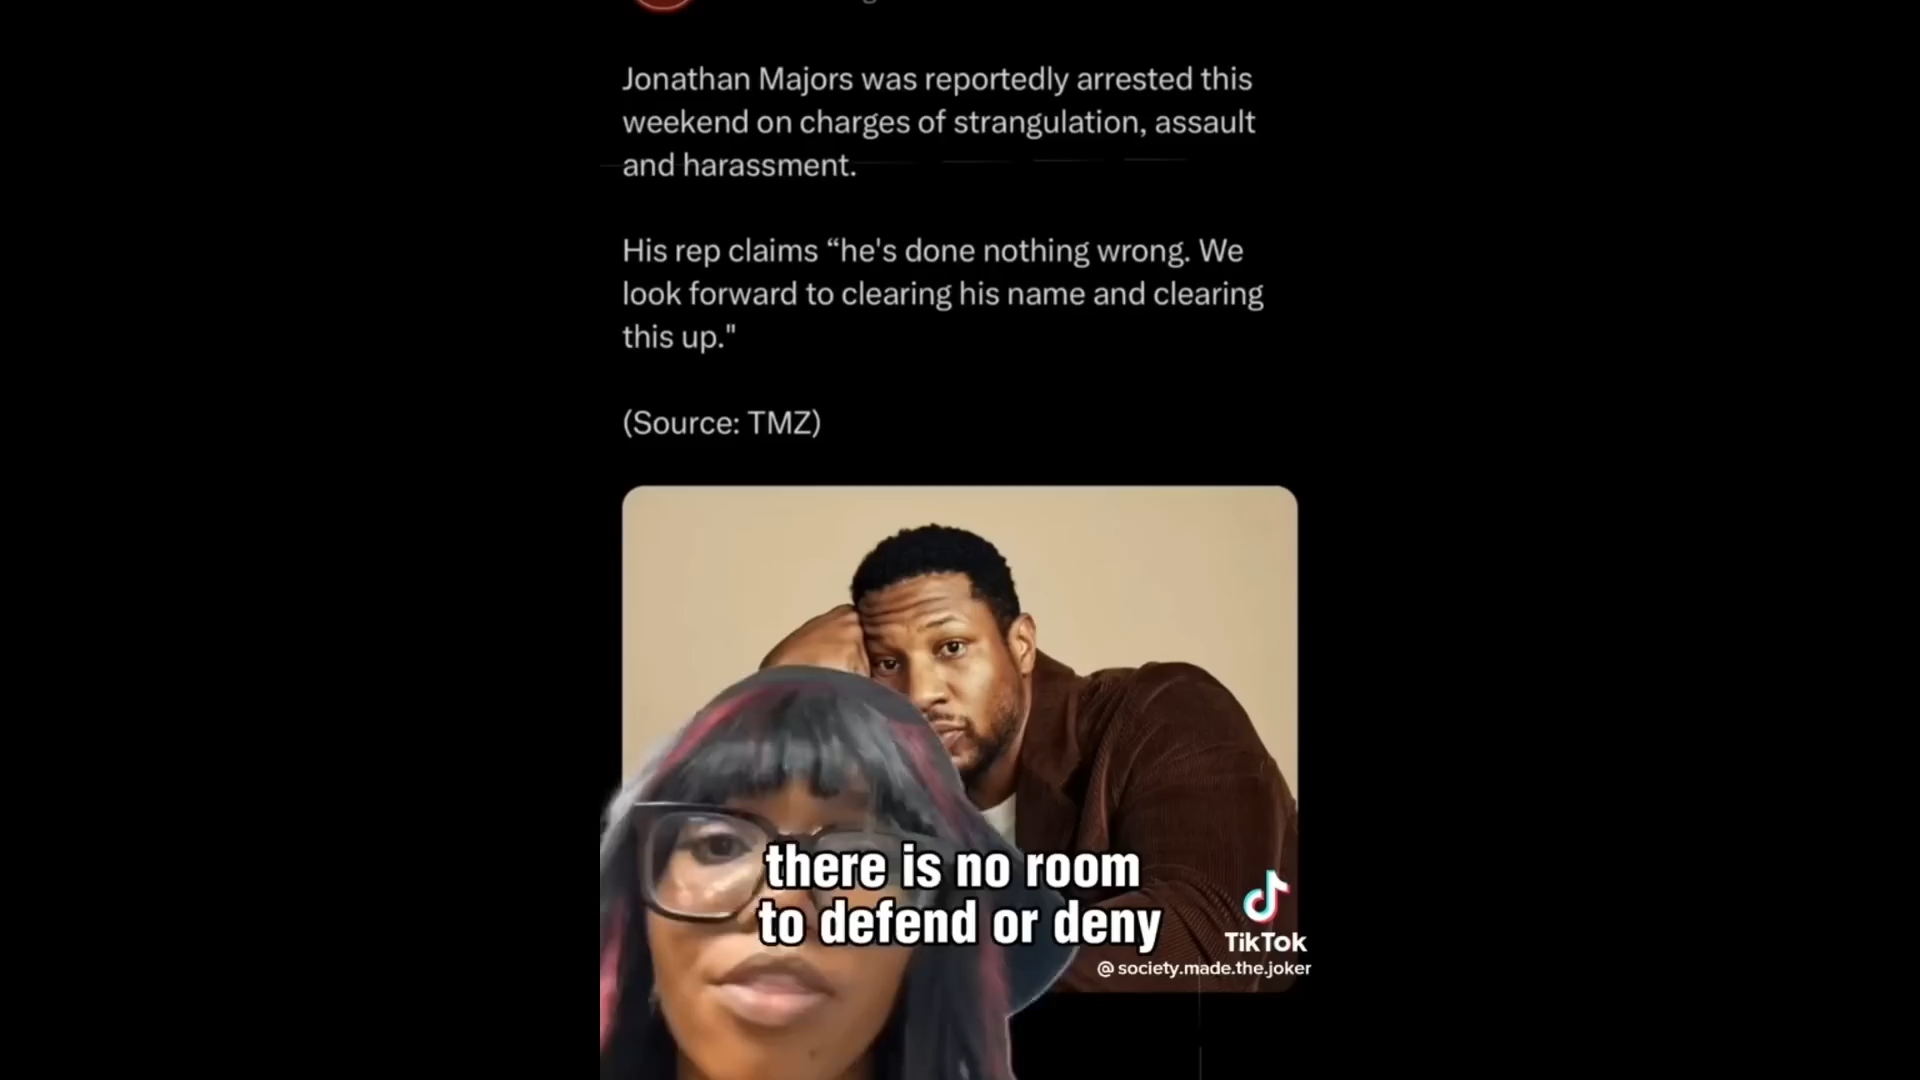 Jonathan Majors was reportedly arrested this
weekend on charges of strangulation, assault
and harassment.
His rep claims “he's done nothing wrong. We
look forward to clearing his name and clearing
this up."
(Source: TMZ)
there is no room
to defend or deny
TikTok
@ society.made.the.joker